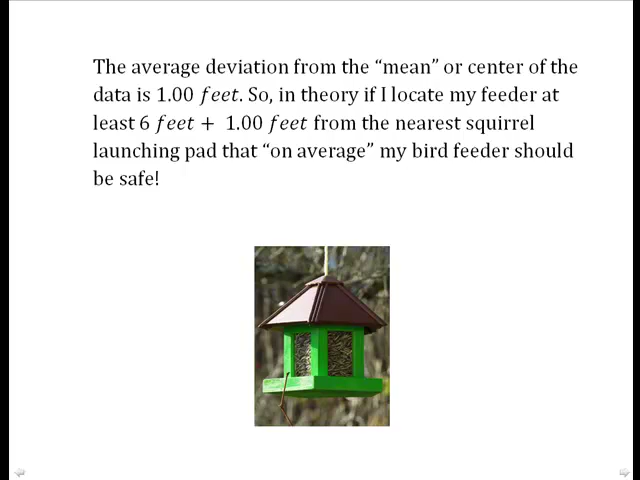 The average deviation from the “mean” or center of the
data is 1.00 feet. So, in theory if I locate my feeder at
least 6 feet + 1.00 feet from the nearest squirrel
launching pad that “on average” my bird feeder should
be safe!